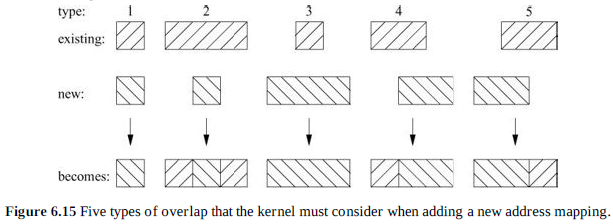 type: 1 2 3 4 5
existing:
new:
becomes:
Figure 6.15 Five types of overlap that the kernel must consider when adding a new address mapping.